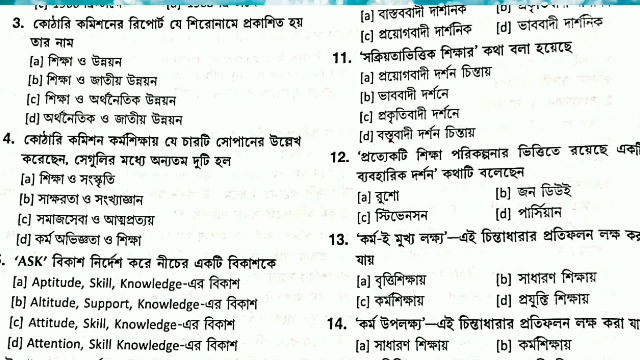 3. কোঠারি কমিশনের রিপোর্ট যে শিরোনামে প্রকাশিত হয়
তার নাম
[a] শিক্ষা ও উন্নয়ন
[b] শিক্ষা ও জাতীয় উন্নয়ন
[c] শিক্ষা ও অর্থনৈতিক উন্নয়ন
[d] অর্থনৈতিক ও জাতীয় উন্নয়ন
4. কোঠারি কমিশন কর্মশিক্ষায় যে চারটি সোপানের উল্লেখ
করেছেন, সেগুলির মধ্যে অন্যতম দুটি হল
[a] শিক্ষা ও সংস্কৃতি
[b] সাক্ষরতা ও সংখ্যাজ্ঞান
[c] সমাজসেবা ও আত্মপ্রত্যয়
[d] কর্ম অভিজ্ঞতা ও শিক্ষা
'ASK' বিকাশ নির্দেশ করে নীচের একটি বিকাশকে
[a] Aptitude, Skill, Knowledge-এর বিকাশ
[b] Altitude, Support, Knowledge-এর বিকাশ
[c] Attitude, Skill, Knowledge-এর বিকাশ
[d] Attention, Skill Knowledge-এর বিকাশ
[a] বাস্তববাদী দার্শনিক
[c] প্রয়োগবাদী দার্শনিক [d] ভাববাদী দার্শনিক
11. 'সক্রিয়তাভিত্তিক শিক্ষার' কথা বলা হয়েছে
[a] প্রয়োগবাদী দর্শন চিন্তায়
[b] ভাববাদী দর্শনে
[c] প্রকৃতিবাদী দর্শনে
[d] বস্তুবাদী দর্শন চিন্তায়
12. 'প্রত্যেকটি শিক্ষা পরিকল্পনার ভিত্তিতে রয়েছে একটি
ব্যবহারিক দর্শন' কথাটি বলেছেন
[a] রুশো [b] জন ডিউই
[c] স্টিভেনসন [d] পার্সিয়ান
13. 'কর্ম-ই মুখ্য লক্ষ্য'—এই চিন্তাধারার প্রতিফলন লক্ষ করা
যায়
[a] বৃত্তিশিক্ষায় [b] সাধারণ শিক্ষায়
[c] কর্মশিক্ষায় [d] প্রযুক্তি শিক্ষায়
14. 'কর্ম উপলক্ষ্য'—এই চিন্তাধারার প্রতিফলন লক্ষ করা যা
[a] সাধারণ শিক্ষায় [b] কর্মশিক্ষায়